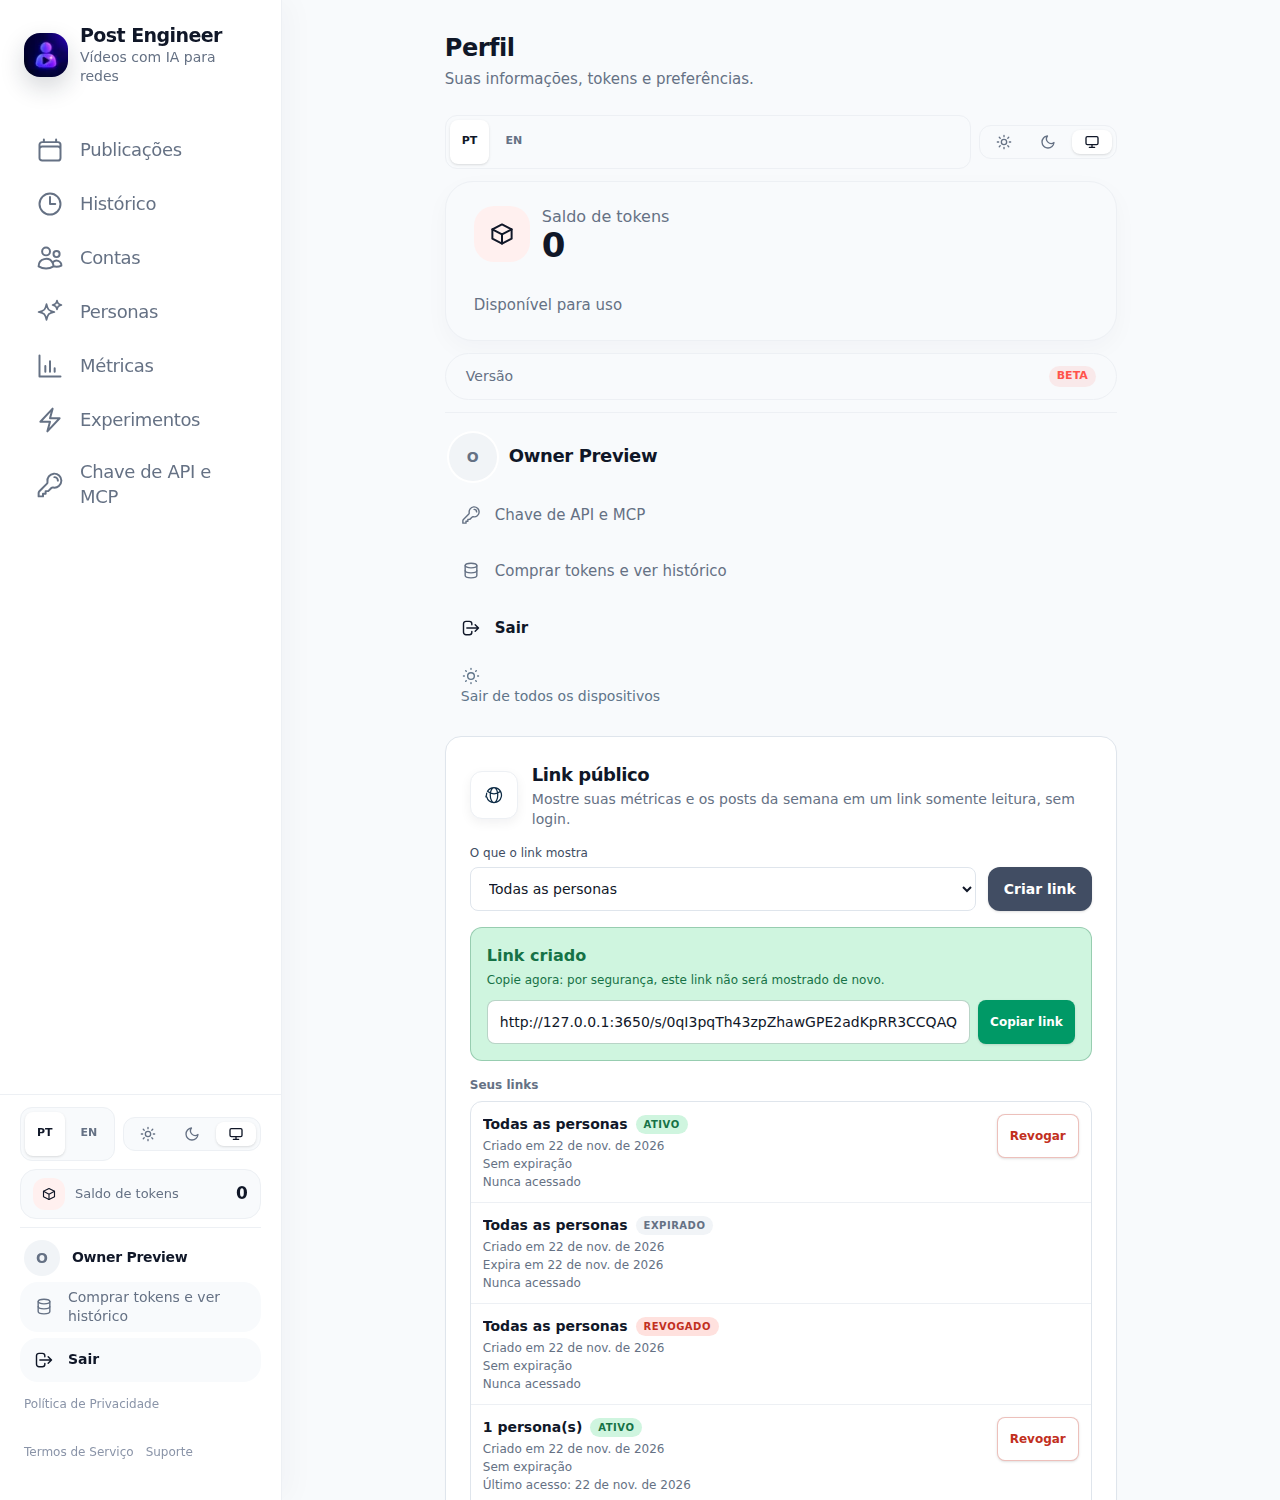 Post Engineer
Vídeos com IA para
redes
Publicações
Histórico
Contas
Personas
Métricas
Experimentos
Chave de API e
MCP
PT EN
Saldo de tokens 0
O Owner Preview
Comprar tokens e ver
histórico
Sair
Política de Privacidade
Termos de Serviço Suporte
Perfil
Suas informações, tokens e preferências.
PT EN
Saldo de tokens
0
Disponível para uso
Versão BETA
O Owner Preview
Chave de API e MCP
Comprar tokens e ver histórico
Sair
Sair de todos os dispositivos
Link público
Mostre suas métricas e os posts da semana em um link somente leitura, sem
login.
O que o link mostra
Todas as personas Criar link
Link criado
Copie agora: por segurança, este link não será mostrado de novo.
http://127.0.0.1:3650/s/0qI3pqTh43zpZhawGPE2adKpRR3CCQAQ Copiar link
Seus links
Todas as personas ATIVO Revogar
Criado em 22 de nov. de 2026
Sem expiração
Nunca acessado
Todas as personas EXPIRADO
Criado em 22 de nov. de 2026
Expira em 22 de nov. de 2026
Nunca acessado
Todas as personas REVOGADO
Criado em 22 de nov. de 2026
Sem expiração
Nunca acessado
1 persona(s) ATIVO Revogar
Criado em 22 de nov. de 2026
Sem expiração
Último acesso: 22 de nov. de 2026